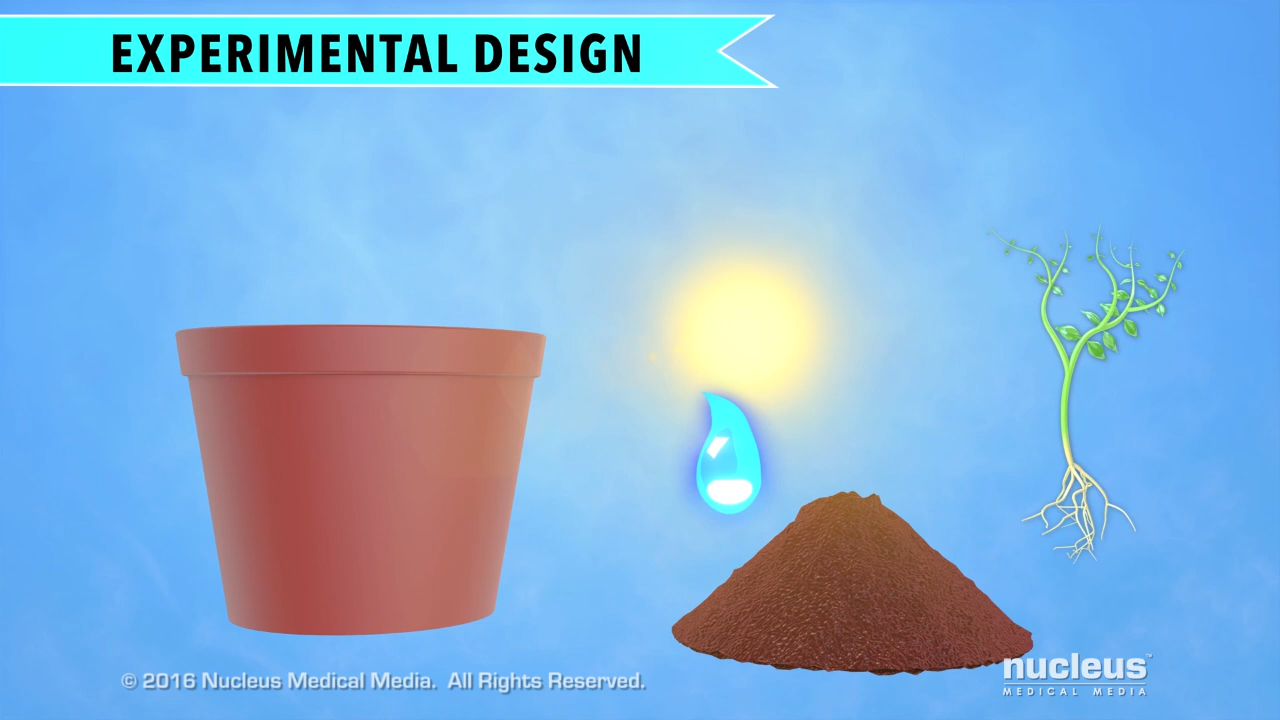 EXPERIMENTAL DESIGN
© 2016 Nucleus Medical Media. All Rights Reserved.
nucleus™
MEDICAL MEDIA